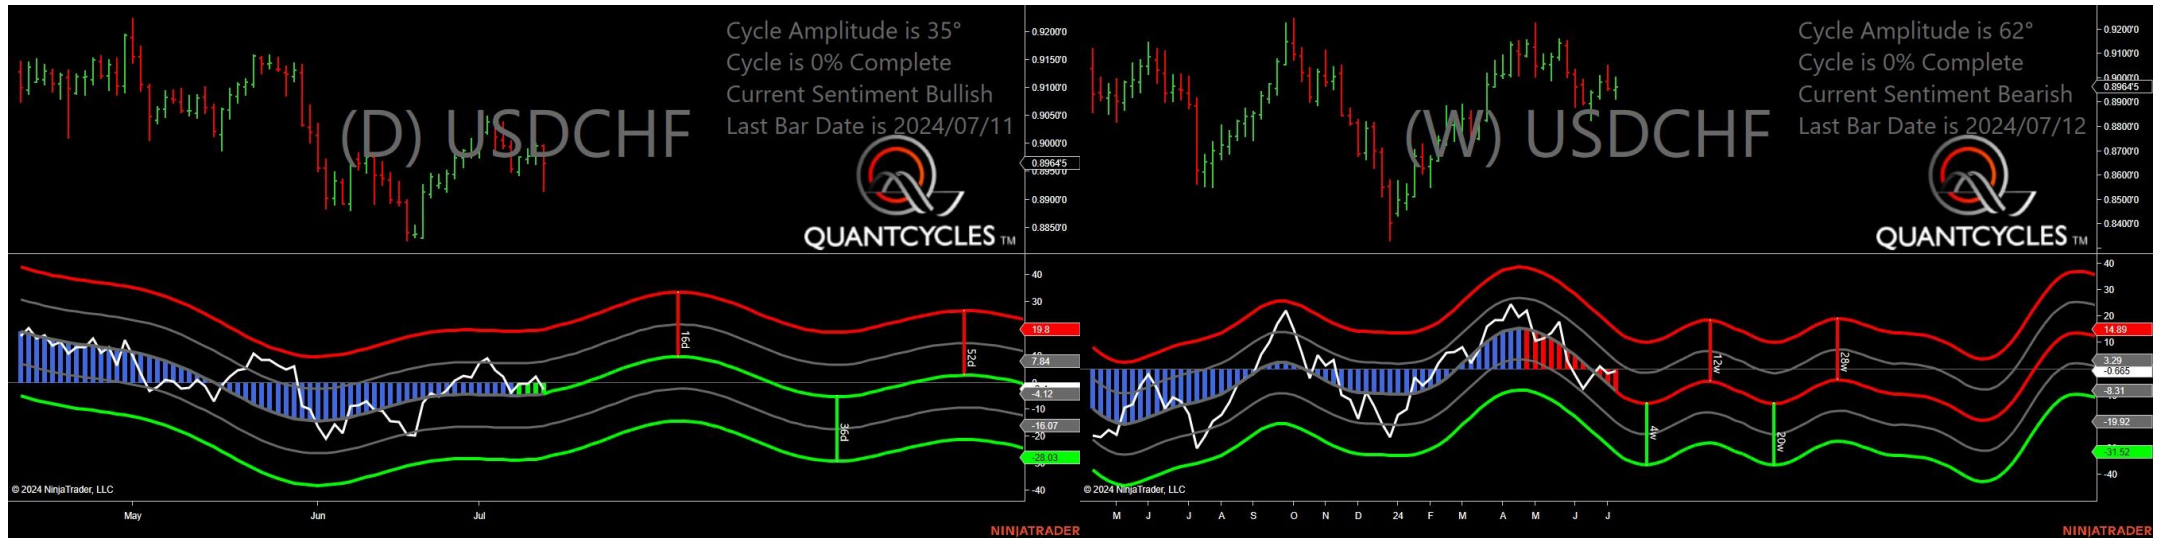 Cycle Amplitude is 35°
Cycle is 0% Complete
Current Sentiment Bullish
Last Bar Date is 2024/07/11
(D) USDCHF
QUANTCYCLES TM
0.9200'0
0.9150'0
0.9100'0
0.9050'0
0.9000'0
0.8964'5
0.8950'0
0.8900'0
0.8850'0
16d
36d
52d
40
30
19.8
7.84
-4.12
-10
-16.07
-20
-28.03
-40
© 2024 NinjaTrader, LLC
May Jun Jul
NINJATRADER
Cycle Amplitude is 62°
Cycle is 0% Complete
Current Sentiment Bearish
Last Bar Date is 2024/07/12
(W) USDCHF
QUANTCYCLES TM
0.9200'0
0.9100'0
0.9000'0
0.8964'5
0.8900'0
0.8800'0
0.8700'0
0.8600'0
0.8500'0
0.8400'0
4w
12w
20w
28w
40
30
20
14.89
10
3.29
-0.665
-8.31
-19.92
-31.52
-40
© 2024 NinjaTrader, LLC
M J J A S O N D 24 F M A M J J
NINJATRADER